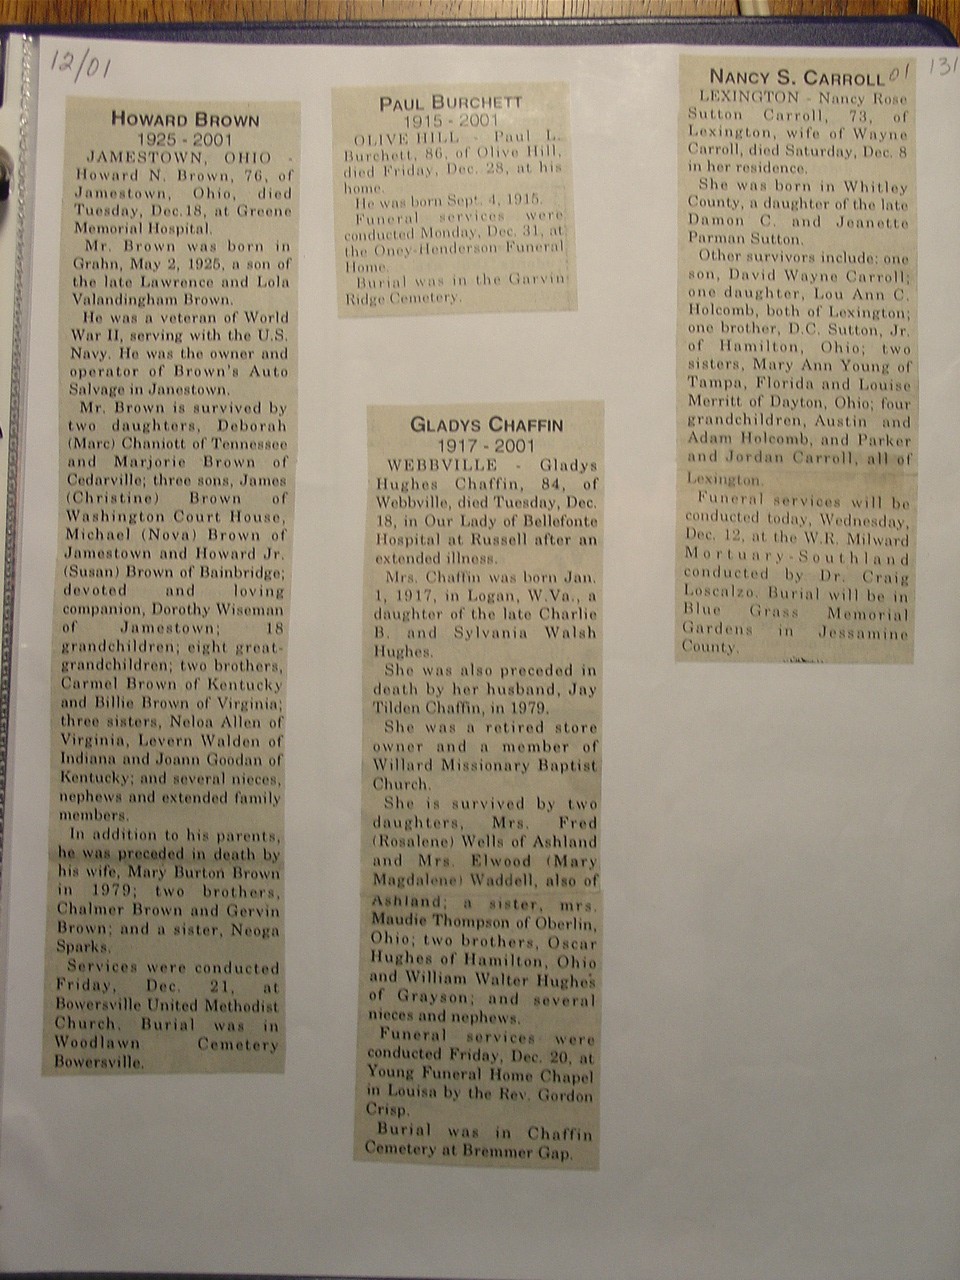 12/01
HOWARD BROWN
1925 - 2001
JAMESTOWN, OHIO -
Howard N. Brown, 76, of
Jamestown, Ohio, died
Tuesday, Dec.18, at Greene
Memorial Hospital.
Mr. Brown was born in
Grahn, May 2, 1925, a son of
the late Lawrence and Lola
Valandingham Brown.
He was a veteran of World
War II, serving with the U.S.
Navy. He was the owner and
operator of Brown's Auto
Salvage in Janestown.
Mr. Brown is survived by
two daughters, Deborah
(Marc) Chaniott of Tennessee
and Marjorie Brown of
Cedarville; three sons, James
(Christine) Brown of
Washington Court House,
Michael (Nova) Brown of
Jamestown and Howard Jr.
(Susan) Brown of Bainbridge;
devoted and loving
companion, Dorothy Wiseman
of Jamestown; 18
grandchildren; eight great-
grandchildren; two brothers,
Carmel Brown of Kentucky
and Billie Brown of Virginia;
three sisters, Neloa Allen of
Virginia, Levern Walden of
Indiana and Joann Goodan of
Kentucky; and several nieces,
nephews and extended family
members.
In addition to his parents,
he was preceded in death by
his wife, Mary Burton Brown
in 1979; two brothers,
Chalmer Brown and Gervin
Brown; and a sister, Neoga
Sparks.
Services were conducted
Friday, Dec. 21, at
Bowersville United Methodist
Church. Burial was in
Woodlawn Cemetery
Bowersville.
PAUL BURCHETT
1915 - 2001
OLIVE HILL - Paul L.
Burchett, 86, of Olive Hill,
died Friday, Dec. 28, at his
home.
He was born Sept. 4, 1915.
Funeral services were
conducted Monday, Dec. 31, at
the Oney-Henderson Funeral
Home.
Burial was in the Garvin
Ridge Cemetery.
GLADYS CHAFFIN
1917 - 2001
WEBBVILLE - Gladys
Hughes Chaffin, 84, of
Webbville, died Tuesday, Dec.
18, in Our Lady of Bellefonte
Hospital at Russell after an
extended illness.
Mrs. Chaffin was born Jan.
1, 1917, in Logan, W.Va., a
daughter of the late Charlie
B. and Sylvania Walsh
Hughes.
She was also preceded in
death by her husband, Jay
Tilden Chaffin, in 1979.
She was a retired store
owner and a member of
Willard Missionary Baptist
Church.
She is survived by two
daughters, Mrs. Fred
(Rosalene) Wells of Ashland
and Mrs. Elwood (Mary
Magdalene) Waddell, also of
Ashland; a sister, mrs.
Maudie Thompson of Oberlin,
Ohio; two brothers, Oscar
Hughes of Hamilton, Ohio
and William Walter Hughes
of Grayson; and several
nieces and nephews.
Funeral services were
conducted Friday, Dec. 20, at
Young Funeral Home Chapel
in Louisa by the Rev. Gordon
Crisp.
Burial was in Chaffin
Cemetery at Bremmer Gap.
131
NANCY S. CARROLL 01
LEXINGTON - Nancy Rose
Sutton Carroll, 73, of
Lexington, wife of Wayne
Carroll, died Saturday, Dec. 8
in her residence.
She was born in Whitley
County, a daughter of the late
Damon C. and Jeanette
Parman Sutton.
Other survivors include: one
son, David Wayne Carroll;
one daughter, Lou Ann C.
Holcomb, both of Lexington;
one brother, D.C. Sutton, Jr.
of Hamilton, Ohio; two
sisters, Mary Ann Young of
Tampa, Florida and Louise
Merritt of Dayton, Ohio; four
grandchildren, Austin and
Adam Holcomb, and Parker
and Jordan Carroll, all of
Lexington.
Funeral services will be
conducted today, Wednesday,
Dec. 12, at the W.R. Milward
Mortuary-Southland
conducted by Dr. Craig
Loscalzo. Burial will be in
Blue Grass Memorial
Gardens in Jessamine
County.